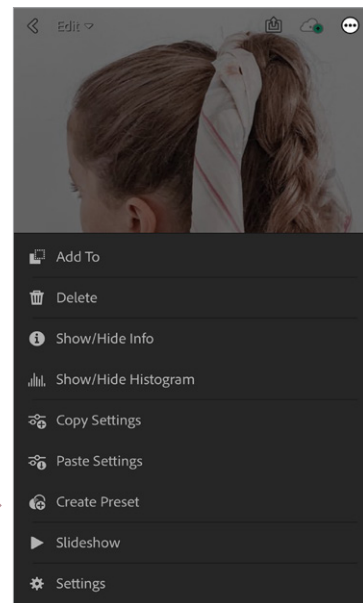 Edit
Add To
Delete
Show/Hide Info
Show/Hide Histogram
Copy Settings
Paste Settings
Create Preset
Slideshow
Settings